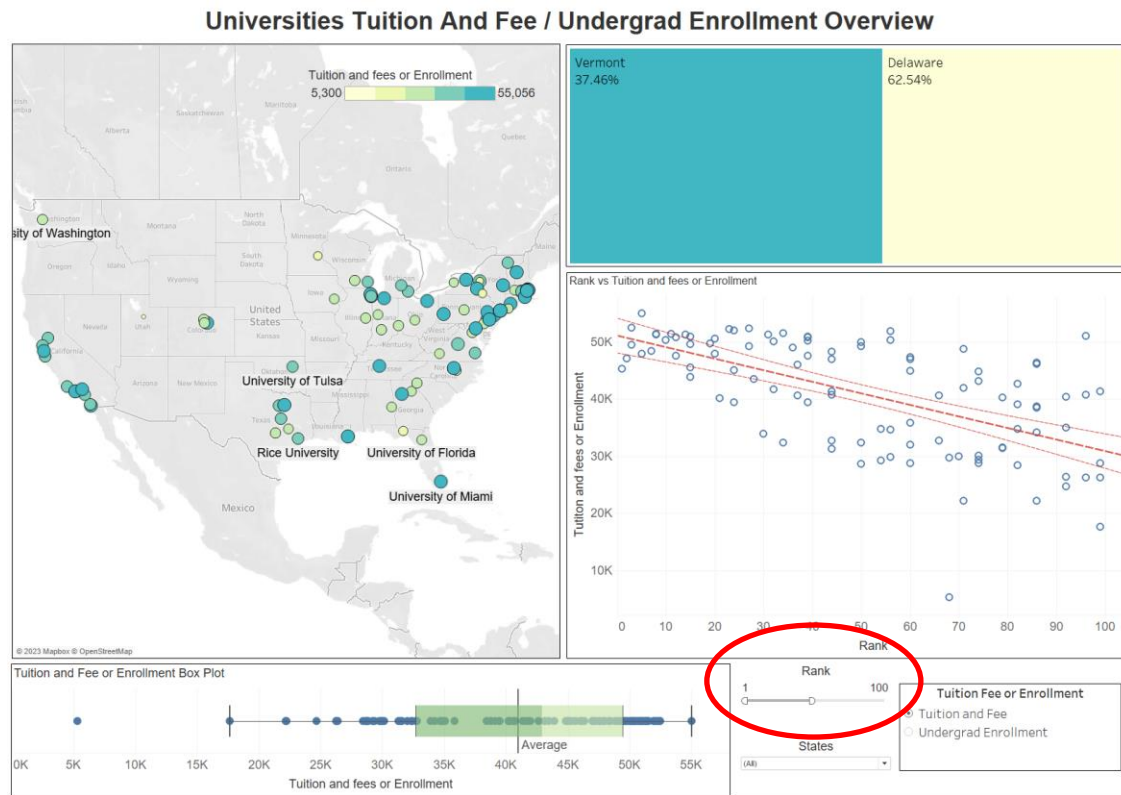 Universities Tuition And Fee / Undergrad Enrollment Overview
Tuition and fees or Enrollment
5,300 55,056
Alberta
Manitoba
Saskatchewan
Ontario
Quebec
Washington
sity of Washington
Montana
North
Dakota
Minnesota
Maine
Oregon
Idaho
South
Dakota
Wisconsin
Michigan
Wyoming
Iowa
Nevada
Utah
Colorado
United
States
Kansas
Missouri
Kentucky
West
Virginia
California
Arizona
New Mexico
Oklahoma
University of Tulsa
North
Carolina
Texas
Mississippi
Georgia
Louisiana
Rice University
University of Florida
University of Miami
Mexico
© 2023 Mapbox © OpenStreetMap
Vermont
37.46%
Delaware
62.54%
Rank vs Tuition and fees or Enrollment
50K
40K
30K
20K
10K
Tutiton and fees or Enrollment
0 10 20 30 40 50 60 70 80 90 100
Rank
Tuition and Fee or Enrollment Box Plot
Average
0K 5K 10K 15K 20K 25K 30K 35K 40K 45K 50K 55K
Tuition and fees or Enrollment
Rank
1 100
States
(All)
Tuition Fee or Enrollment
Tuition and Fee
Undergrad Enrollment